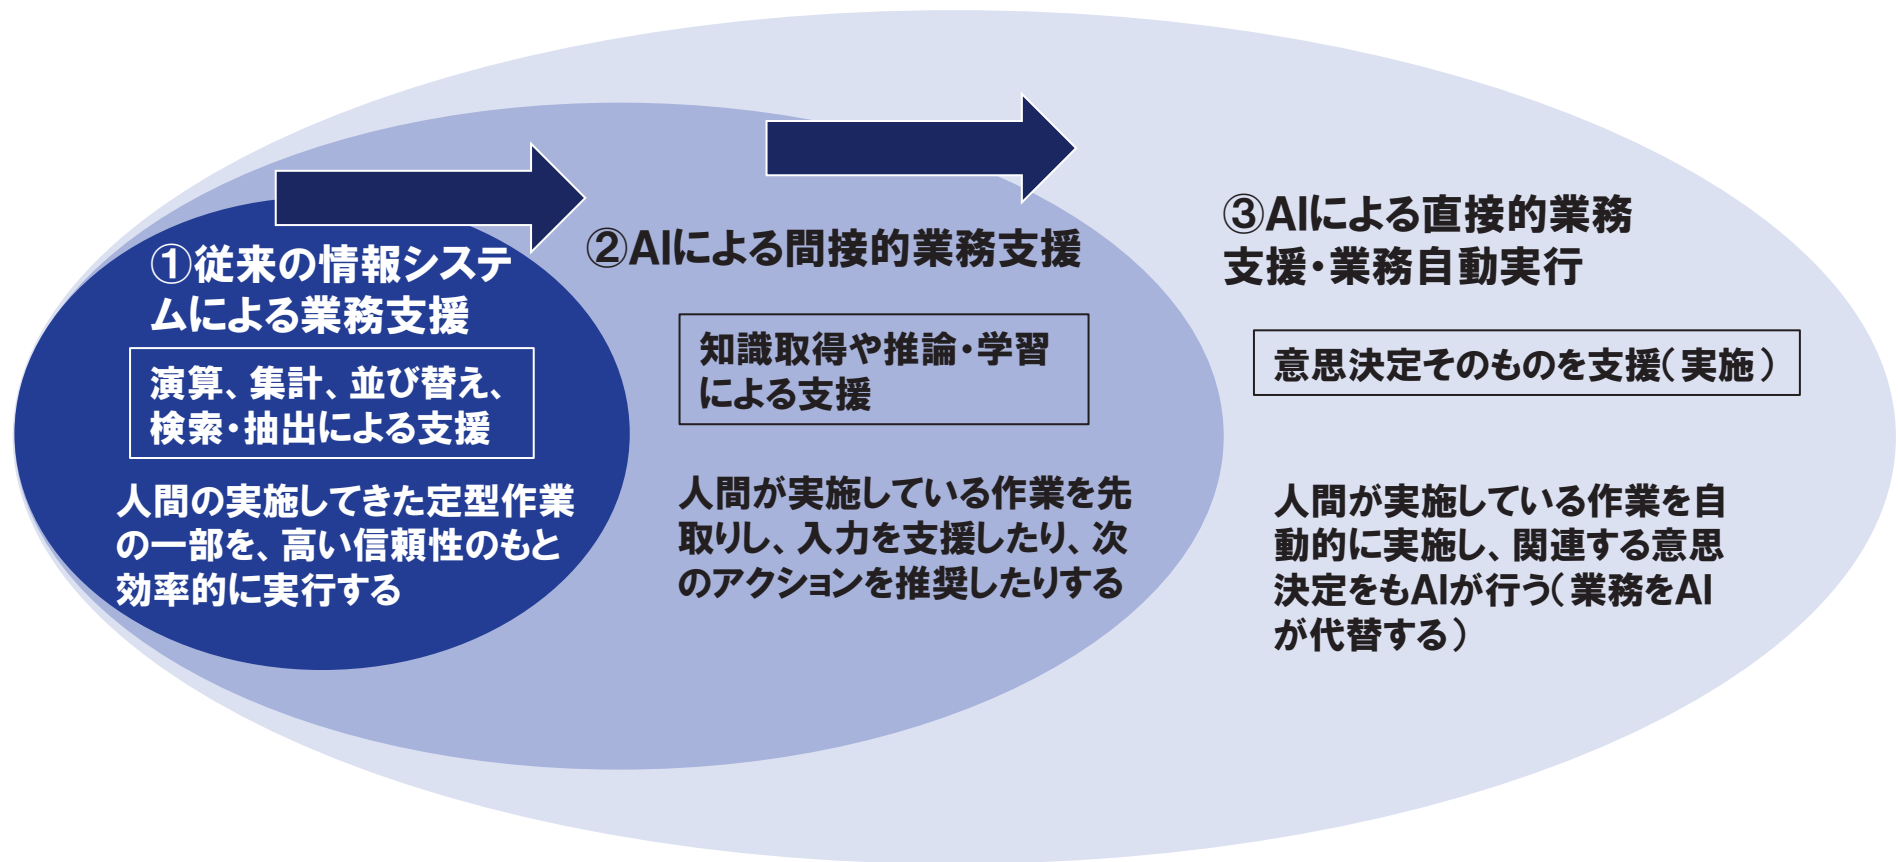 ①従来の情報システ
ムによる業務支援
演算、集計、並び替え、
検索・抽出による支援
人間の実施してきた定型作業
の一部を、高い信頼性のもと
効率的に実行する
②AIによる間接的業務支援
知識取得や推論・学習
による支援
人間が実施している作業を先
取りし、入力を支援したり、次
のアクションを推奨したりする
③AIによる直接的業務
支援・業務自動実行
意思決定そのものを支援（実施）
人間が実施している作業を自
動的に実施し、関連する意思
決定をもAIが行う（業務をAI
が代替する）